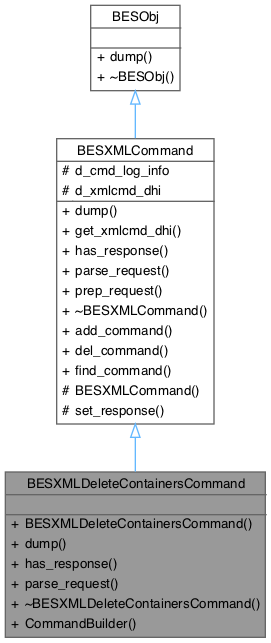 BESObj
+ dump()
+ ~BESObj()
BESXMLCommand
# d_cmd_log_info
# d_xmlcmd_dhi
+ dump()
+ get_xmlcmd_dhi()
+ has_response()
+ parse_request()
+ prep_request()
+ ~BESXMLCommand()
+ add_command()
+ del_command()
+ find_command()
# BESXMLCommand()
# set_response()
BESXMLDeleteContainersCommand
+ BESXMLDeleteContainersCommand()
+ dump()
+ has_response()
+ parse_request()
+ ~BESXMLDeleteContainersCommand()
+ CommandBuilder()